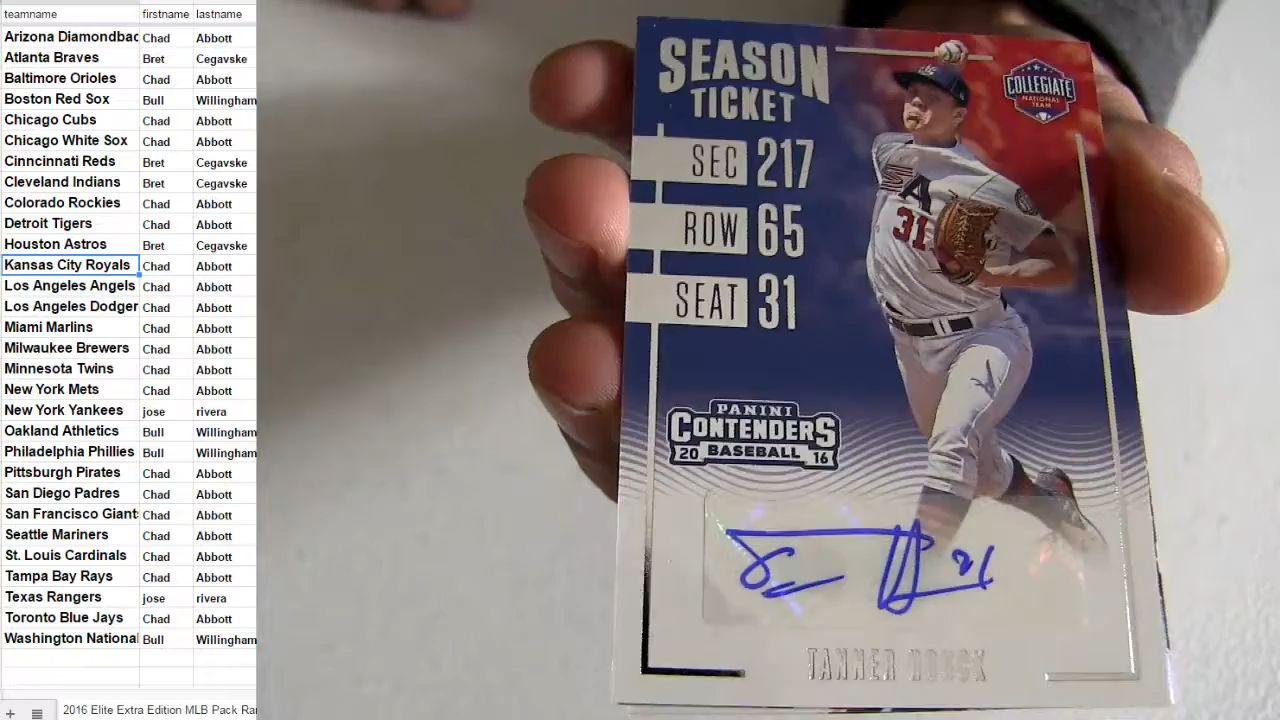 teamname firstname lastname
Arizona Diamondbac Chad Abbott
Atlanta Braves Bret Cegavske
Baltimore Orioles Chad Abbott
Boston Red Sox Bull Willingham
Chicago Cubs Chad Abbott
Chicago White Sox Chad Abbott
Cinncinnati Reds Bret Cegavske
Cleveland Indians Bret Cegavske
Colorado Rockies Chad Abbott
Detroit Tigers Chad Abbott
Houston Astros Bret Cegavske
Kansas City Royals Chad Abbott
Los Angeles Angels Chad Abbott
Los Angeles Dodger Chad Abbott
Miami Marlins Chad Abbott
Milwaukee Brewers Chad Abbott
Minnesota Twins Chad Abbott
New York Mets Chad Abbott
New York Yankees jose rivera
Oakland Athletics Bull Willingham
Philadelphia Phillies Bull Willingham
Pittsburgh Pirates Chad Abbott
San Diego Padres Chad Abbott
San Francisco Giants Chad Abbott
Seattle Mariners Chad Abbott
St. Louis Cardinals Chad Abbott
Tampa Bay Rays Chad Abbott
Texas Rangers jose rivera
Toronto Blue Jays Chad Abbott
Washington National Bull Willingham
2016 Elite Extra Edition MLB Pack Ra
SEASON
TICKET
SEC 217
ROW 65
SEAT 31
COLLEGIATE
NATIONAL
TEAM
SA
31
PANINI
CONTENDERS
20 BASEBALL 16
TANNER HOUCK